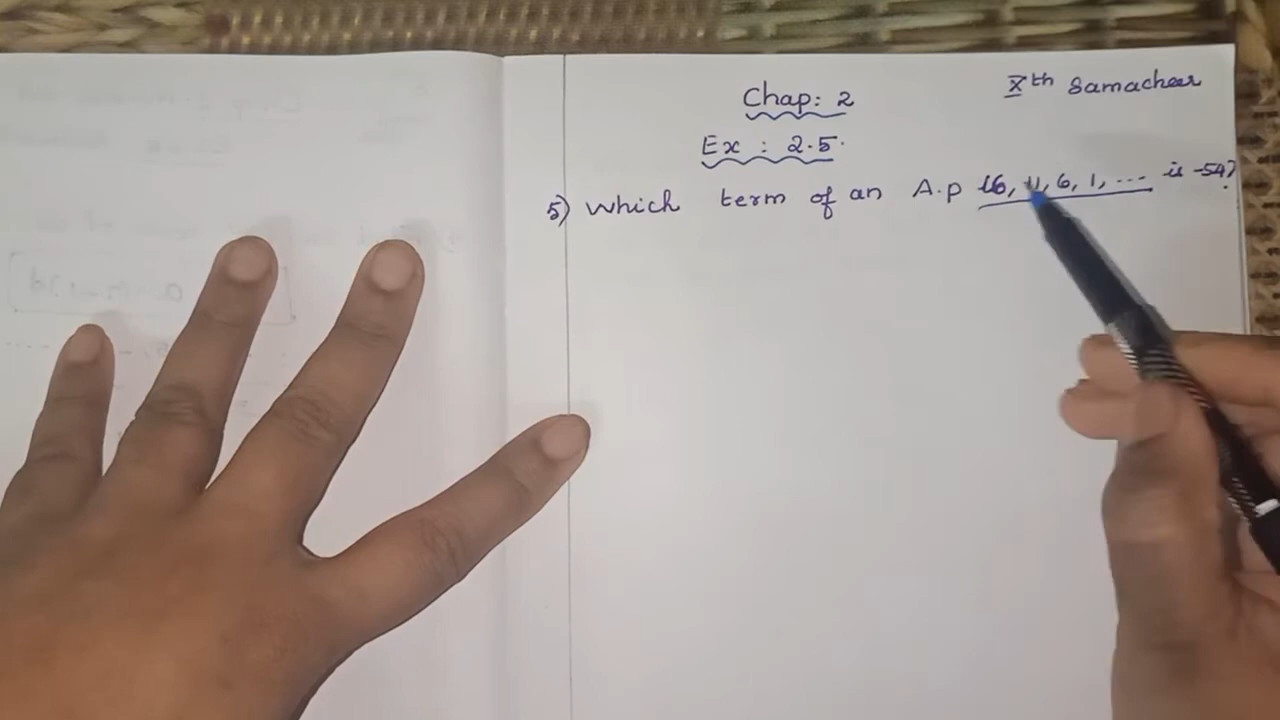 Chap: 2
Xth Samacheer
Ex : 2.5.
5) Which term of an A.p 16, 11, 6, 1, ... is -54?